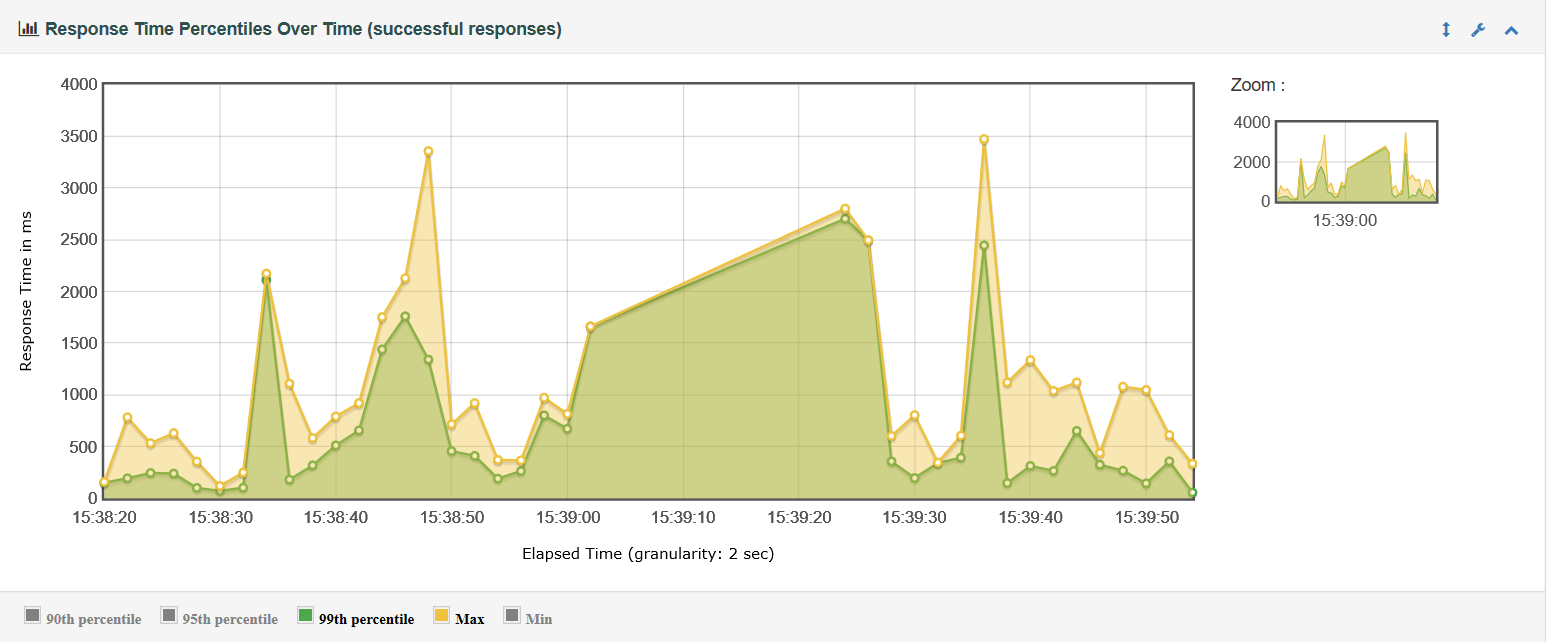 Response Time Percentiles Over Time (successful responses)
Zoom :
4000
3500
3000
2500
2000
1500
1000
500
0
Response Time in ms
15:38:20 15:38:30 15:38:40 15:38:50 15:39:00 15:39:10 15:39:20 15:39:30 15:39:40 15:39:50
Elapsed Time (granularity: 2 sec)
4000
2000
0
15:39:00
90th percentile 95th percentile 99th percentile Max Min